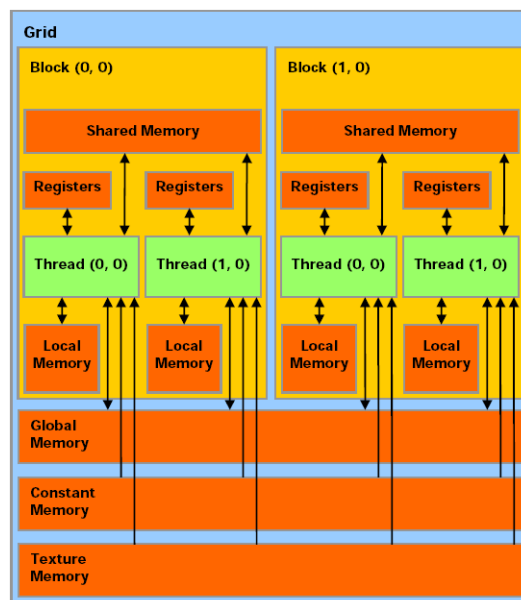 Grid
Block (0, 0)
Block (1, 0)
Shared Memory
Shared Memory
Registers
Registers
Registers
Registers
Thread (0, 0)
Thread (1, 0)
Thread (0, 0)
Thread (1, 0)
Local
Memory
Local
Memory
Local
Memory
Local
Memory
Global
Memory
Constant
Memory
Texture
Memory